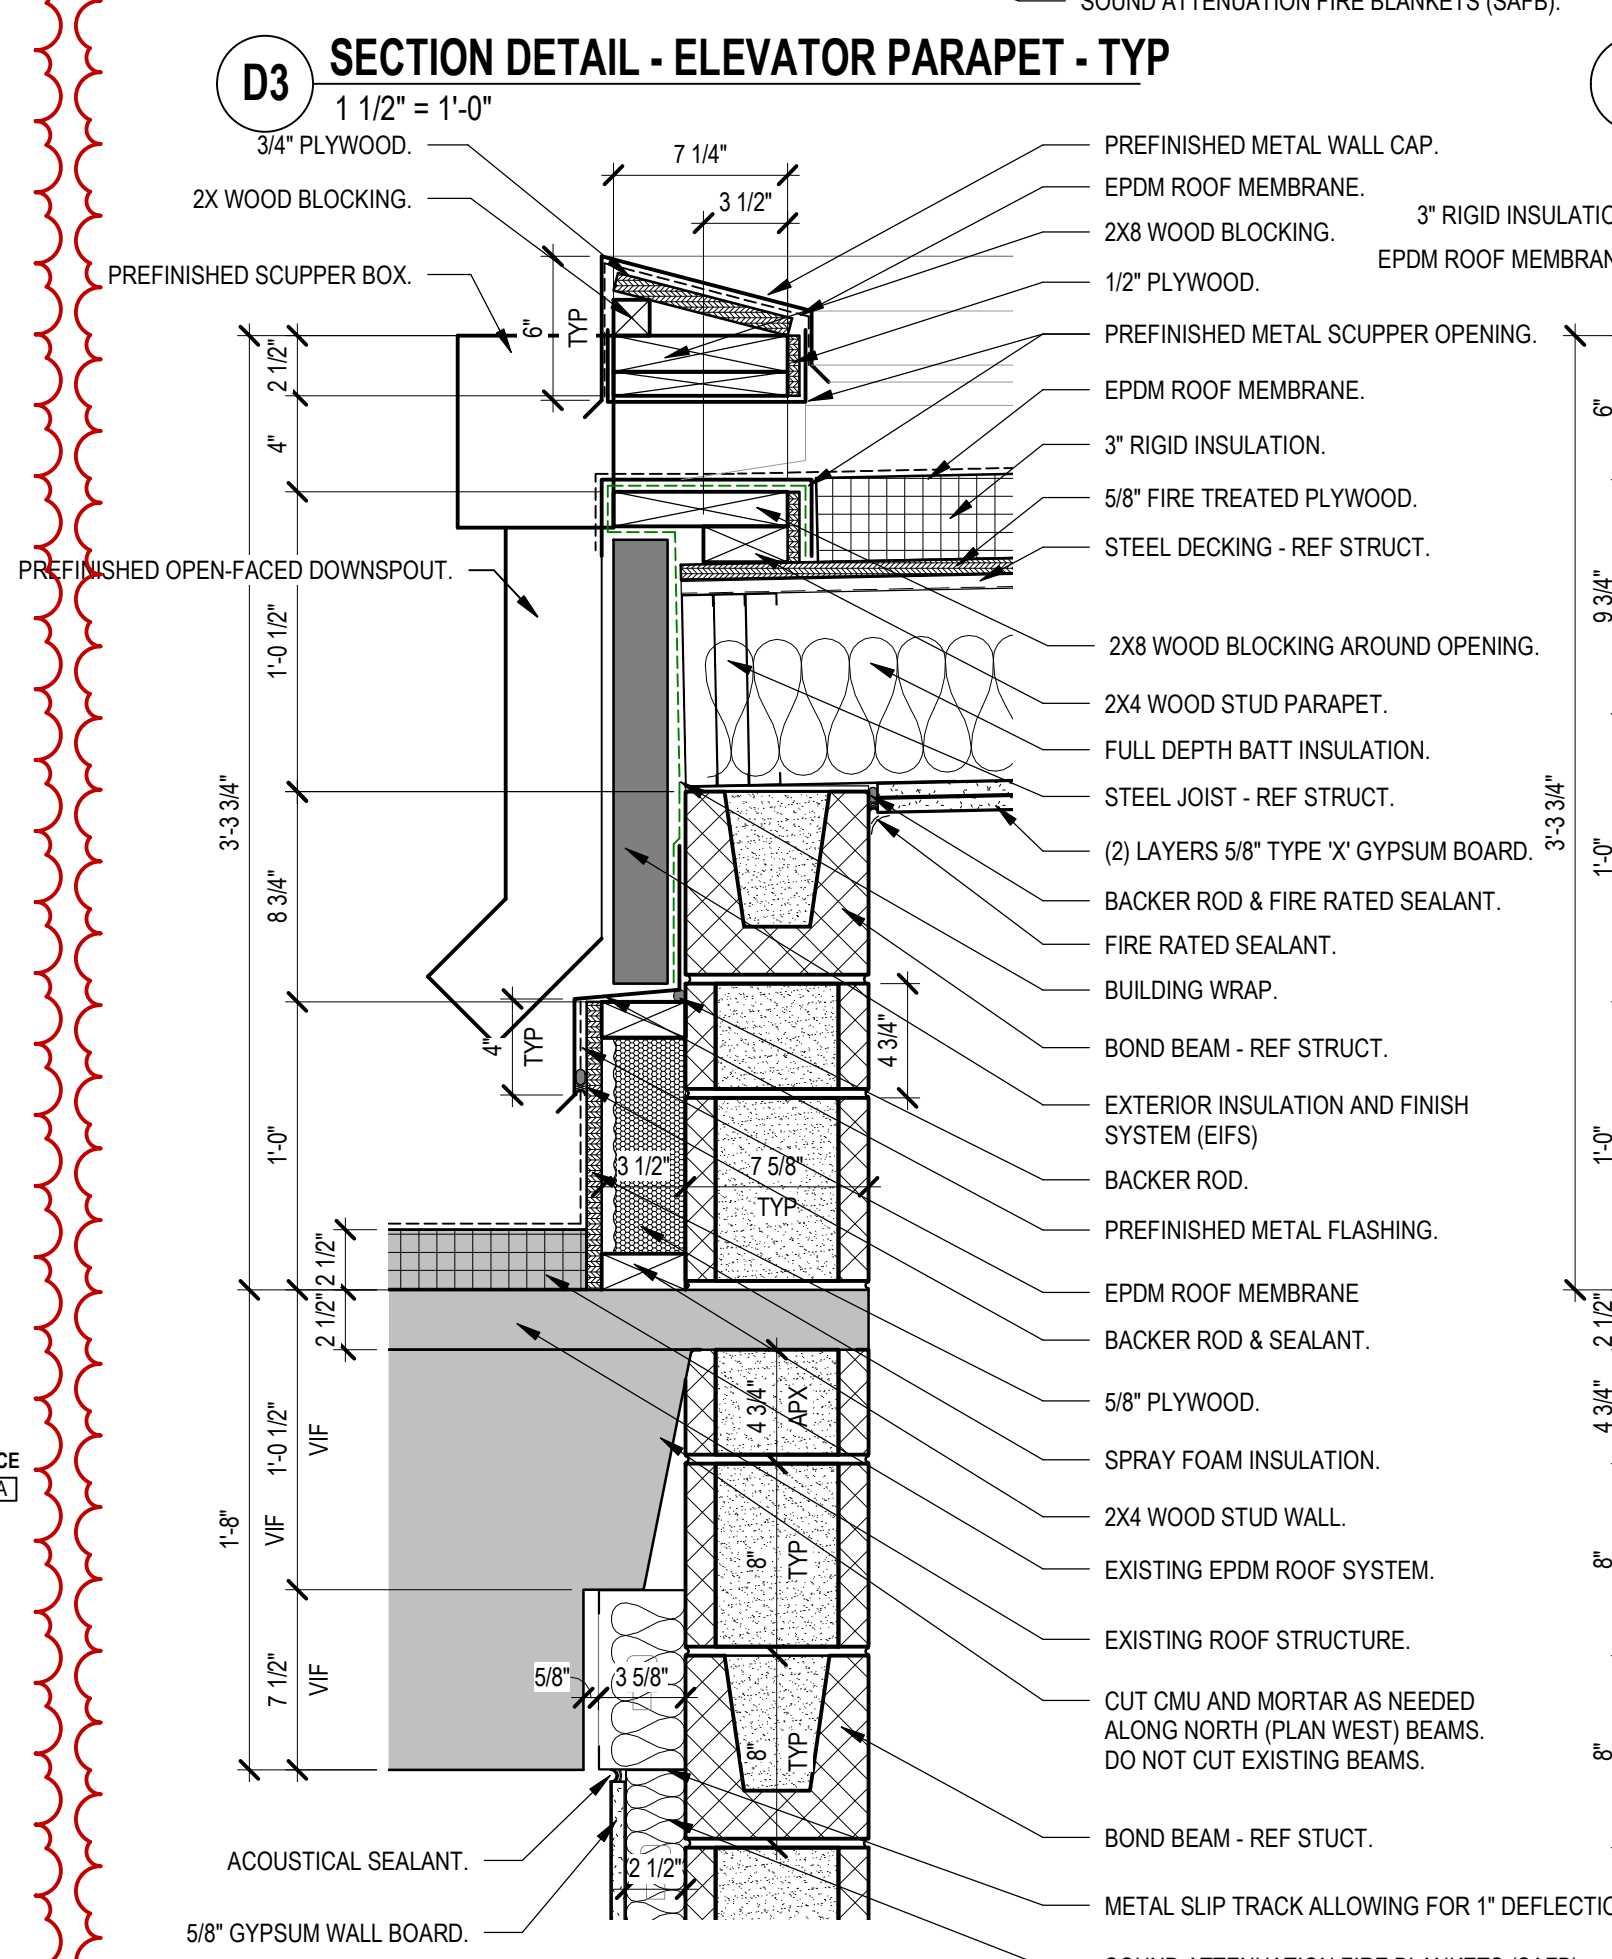 SOUND ATTENUATION FIRE BLANKETS (SAFB).
D3
SECTION DETAIL - ELEVATOR PARAPET - TYP
1 1/2" = 1'-0"
3/4" PLYWOOD.
2X WOOD BLOCKING.
PREFINISHED SCUPPER BOX.
PREFINISHED OPEN-FACED DOWNSPOUT.
ACOUSTICAL SEALANT.
5/8" GYPSUM WALL BOARD.
7 1/4"
3 1/2"
6"
TYP
2 1/2"
4"
1'-0 1/2"
3'-3 3/4"
8 3/4"
4"
TYP
4 3/4"
1'-0"
3 1/2"
7 5/8"
TYP
2 1/2"
2 1/2"
4 3/4"
APX
1'-0 1/2"
VIF
1'-8"
VIF
8"
TYP
7 1/2"
VIF
5/8"
3 5/8"
8"
TYP
2 1/2"
PREFINISHED METAL WALL CAP.
EPDM ROOF MEMBRANE.
2X8 WOOD BLOCKING.
1/2" PLYWOOD.
PREFINISHED METAL SCUPPER OPENING.
EPDM ROOF MEMBRANE.
3" RIGID INSULATION.
5/8" FIRE TREATED PLYWOOD.
STEEL DECKING - REF STRUCT.
2X8 WOOD BLOCKING AROUND OPENING.
2X4 WOOD STUD PARAPET.
FULL DEPTH BATT INSULATION.
STEEL JOIST - REF STRUCT.
(2) LAYERS 5/8" TYPE 'X' GYPSUM BOARD.
BACKER ROD & FIRE RATED SEALANT.
FIRE RATED SEALANT.
BUILDING WRAP.
BOND BEAM - REF STRUCT.
EXTERIOR INSULATION AND FINISH
SYSTEM (EIFS)
BACKER ROD.
PREFINISHED METAL FLASHING.
EPDM ROOF MEMBRANE
BACKER ROD & SEALANT.
5/8" PLYWOOD.
SPRAY FOAM INSULATION.
2X4 WOOD STUD WALL.
EXISTING EPDM ROOF SYSTEM.
EXISTING ROOF STRUCTURE.
CUT CMU AND MORTAR AS NEEDED
ALONG NORTH (PLAN WEST) BEAMS.
DO NOT CUT EXISTING BEAMS.
BOND BEAM - REF STUCT.
METAL SLIP TRACK ALLOWING FOR 1" DEFLECTIO
3" RIGID INSULATIO
EPDM ROOF MEMBRAN
6"
9 3/4"
3'-3 3/4"
1'-0"
1'-0"
2 1/2"
4 3/4"
8"
8"
CE
A